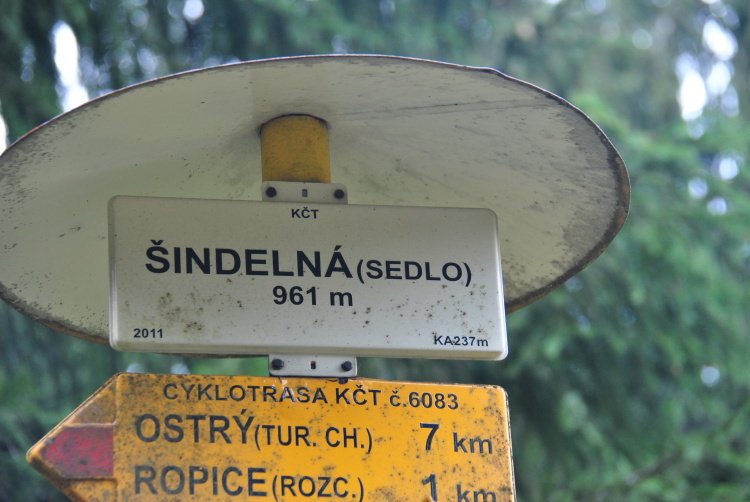 KČT
ŠINDELNÁ (SEDLO)
961 m
2011 KA237m
CYKLOTRASA KČT č.6083
OSTRÝ (TUR. CH.) 7 km
ROPICE (ROZC.) 1 km